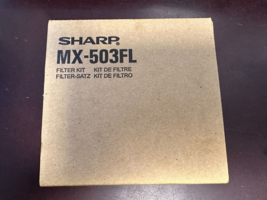 SHARP®
MX-503FL
FILTER KIT KIT DE FILTRE
FILTER-SATZ KIT DE FILTRO